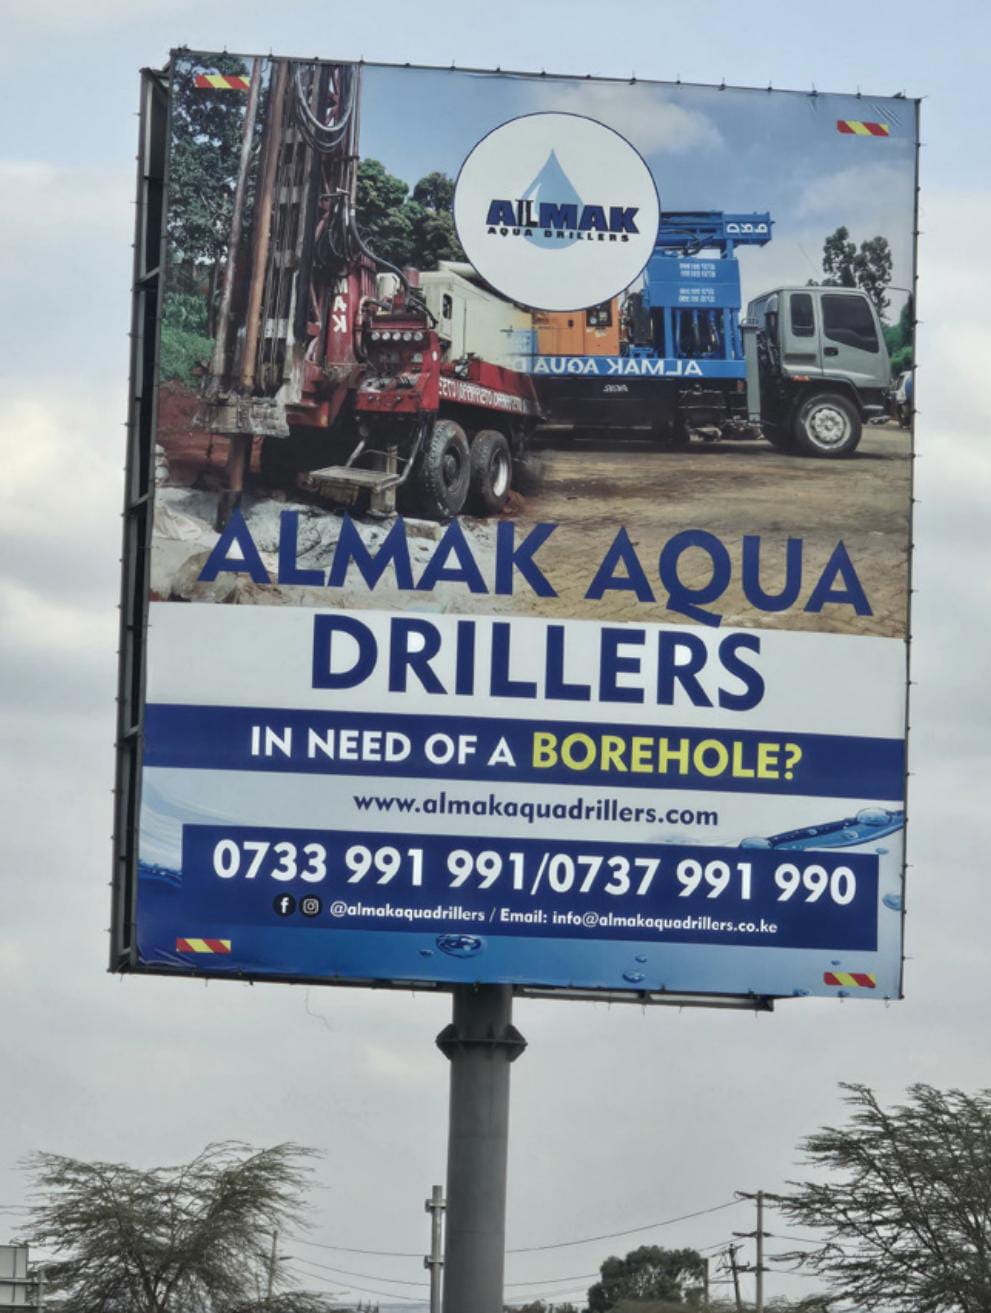 ALMAK
AQUA DRILLERS
MAK
ALMAK AQUA
ALMAK AQUA
DRILLERS
IN NEED OF A BOREHOLE?
www.almakaquadrillers.com
0733 991 991/0737 991 990
@almakaquadrillers / Email: info@almakaquadrillers.co.ke